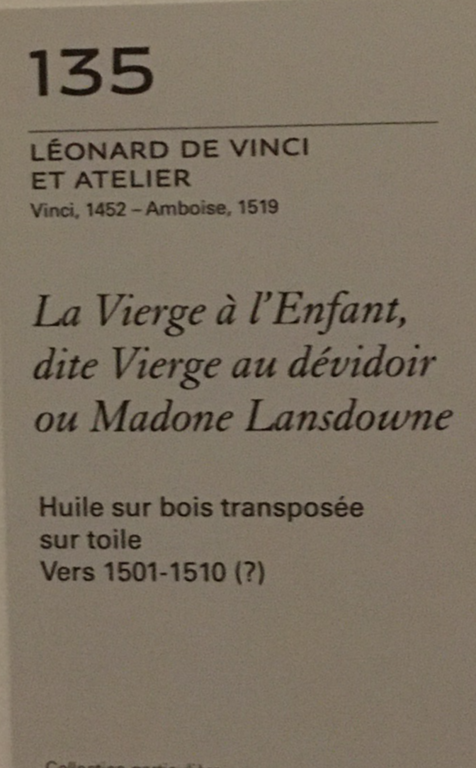 135
LÉONARD DE VINCI
ET ATELIER
Vinci, 1452 – Amboise, 1519
La Vierge à l'Enfant,
dite Vierge au dévidoir
ou Madone Lansdowne
Huile sur bois transposée
sur toile
Vers 1501-1510 (?)